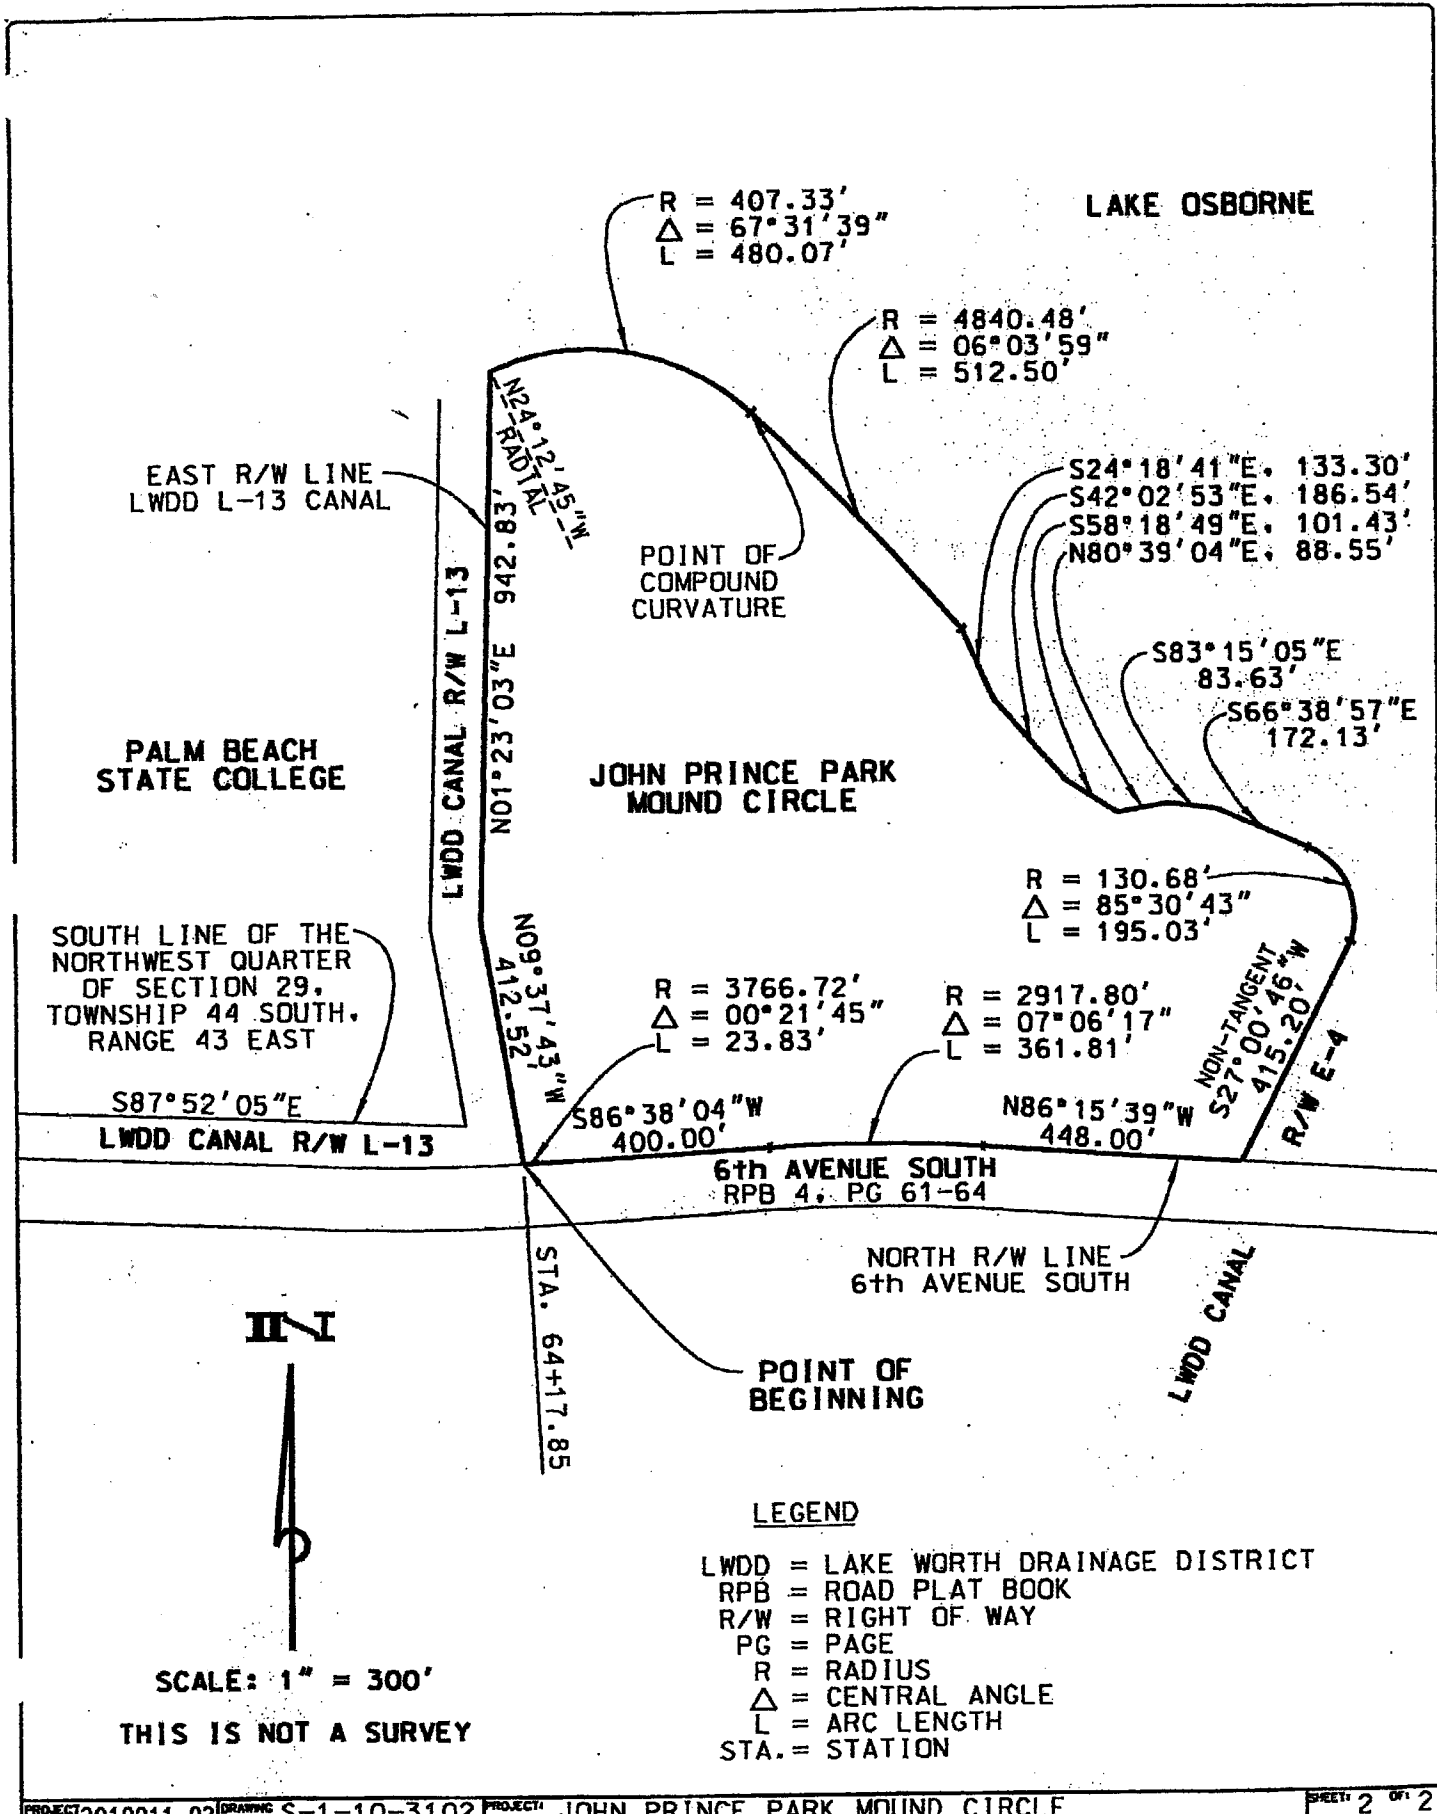 R = 407.33'
Δ = 67°31'39"
L = 480.07'
LAKE OSBORNE
R = 4840.48'
Δ = 06°03'59"
L = 512.50'
N24°12'45"W
RADIAL
EAST R/W LINE
LWDD L-13 CANAL
S24°18'41"E, 133.30'
S42°02'53"E, 186.54'
S58°18'49"E, 101.43'
N80°39'04"E, 88.55'
POINT OF
COMPOUND
CURVATURE
N01°23'03"E 942.83'
LWDD CANAL R/W L-13
S83°15'05"E
83.63'
S66°38'57"E
172.13'
PALM BEACH
STATE COLLEGE
JOHN PRINCE PARK
MOUND CIRCLE
R = 130.68'
Δ = 85°30'43"
L = 195.03'
SOUTH LINE OF THE
NORTHWEST QUARTER
OF SECTION 29,
TOWNSHIP 44 SOUTH,
RANGE 43 EAST
N09°37'43"W
412.52'
R = 3766.72'
Δ = 00°21'45"
L = 23.83'
R = 2917.80'
Δ = 07°06'17"
L = 361.81'
NON-TANGENT
S27°00'46"W
415.20'
R/W E-4
S87°52'05"E
LWDD CANAL R/W L-13
S86°38'04"W
400.00'
N86°15'39"W
448.00'
6th AVENUE SOUTH
RPB 4, PG 61-64
NORTH R/W LINE
6th AVENUE SOUTH
LWDD CANAL
STA. 64+17.85
POINT OF
BEGINNING
N
SCALE: 1" = 300'
THIS IS NOT A SURVEY
LEGEND
LWDD = LAKE WORTH DRAINAGE DISTRICT
RPB = ROAD PLAT BOOK
R/W = RIGHT OF WAY
PG = PAGE
R = RADIUS
Δ = CENTRAL ANGLE
L = ARC LENGTH
STA. = STATION
PROJECT 2010011-02 DRAWING S-1-10-3102 PROJECT: JOHN PRINCE PARK MOUND CIRCLE SHEET: 2 OF: 2